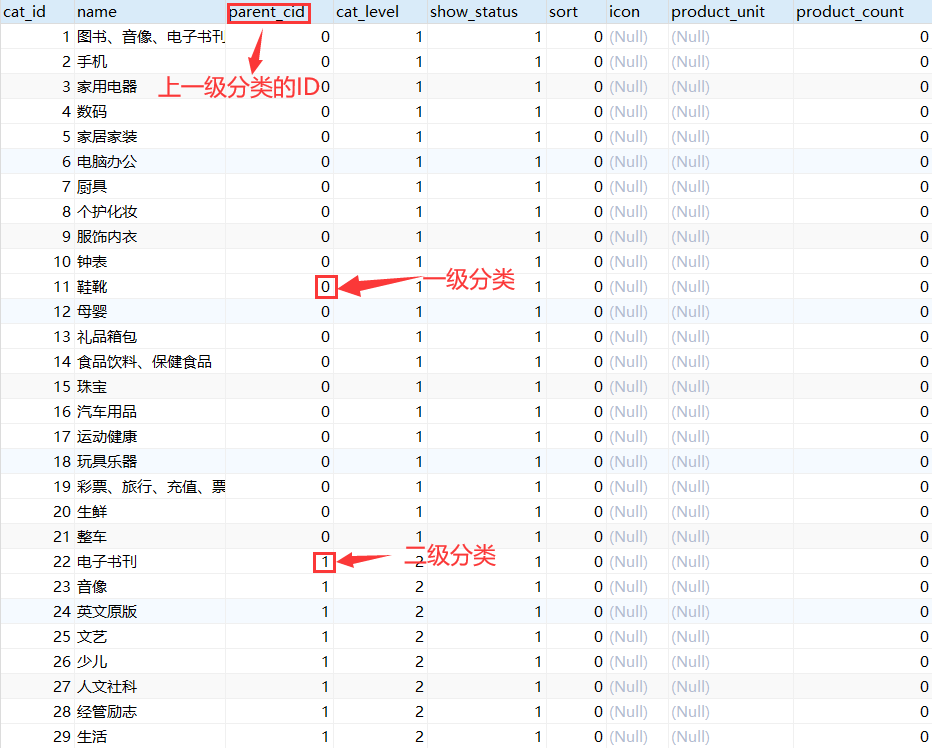 cat_id name parent_cid cat_level show_status sort icon product_unit product_count
1 图书、音像、电子书刊 0 1 1 0 (Null) (Null) 0
2 手机 0 1 1 0 (Null) (Null) 0
3 家用电器 上一级分类的ID 0 1 1 0 (Null) (Null) 0
4 数码 0 1 1 0 (Null) (Null) 0
5 家居家装 0 1 1 0 (Null) (Null) 0
6 电脑办公 0 1 1 0 (Null) (Null) 0
7 厨具 0 1 1 0 (Null) (Null) 0
8 个护化妆 0 1 1 0 (Null) (Null) 0
9 服饰内衣 0 1 1 0 (Null) (Null) 0
10 钟表 0 1 1 0 (Null) (Null) 0
11 鞋靴 0 一级分类 1 1 0 (Null) (Null) 0
12 母婴 0 1 1 0 (Null) (Null) 0
13 礼品箱包 0 1 1 0 (Null) (Null) 0
14 食品饮料、保健食品 0 1 1 0 (Null) (Null) 0
15 珠宝 0 1 1 0 (Null) (Null) 0
16 汽车用品 0 1 1 0 (Null) (Null) 0
17 运动健康 0 1 1 0 (Null) (Null) 0
18 玩具乐器 0 1 1 0 (Null) (Null) 0
19 彩票、旅行、充值、票 0 1 1 0 (Null) (Null) 0
20 生鲜 0 1 1 0 (Null) (Null) 0
21 整车 0 1 1 0 (Null) (Null) 0
22 电子书刊 1 二级分类 2 1 0 (Null) (Null) 0
23 音像 1 2 1 0 (Null) (Null) 0
24 英文原版 1 2 1 0 (Null) (Null) 0
25 文艺 1 2 1 0 (Null) (Null) 0
26 少儿 1 2 1 0 (Null) (Null) 0
27 人文社科 1 2 1 0 (Null) (Null) 0
28 经管励志 1 2 1 0 (Null) (Null) 0
29 生活 1 2 1 0 (Null) (Null) 0